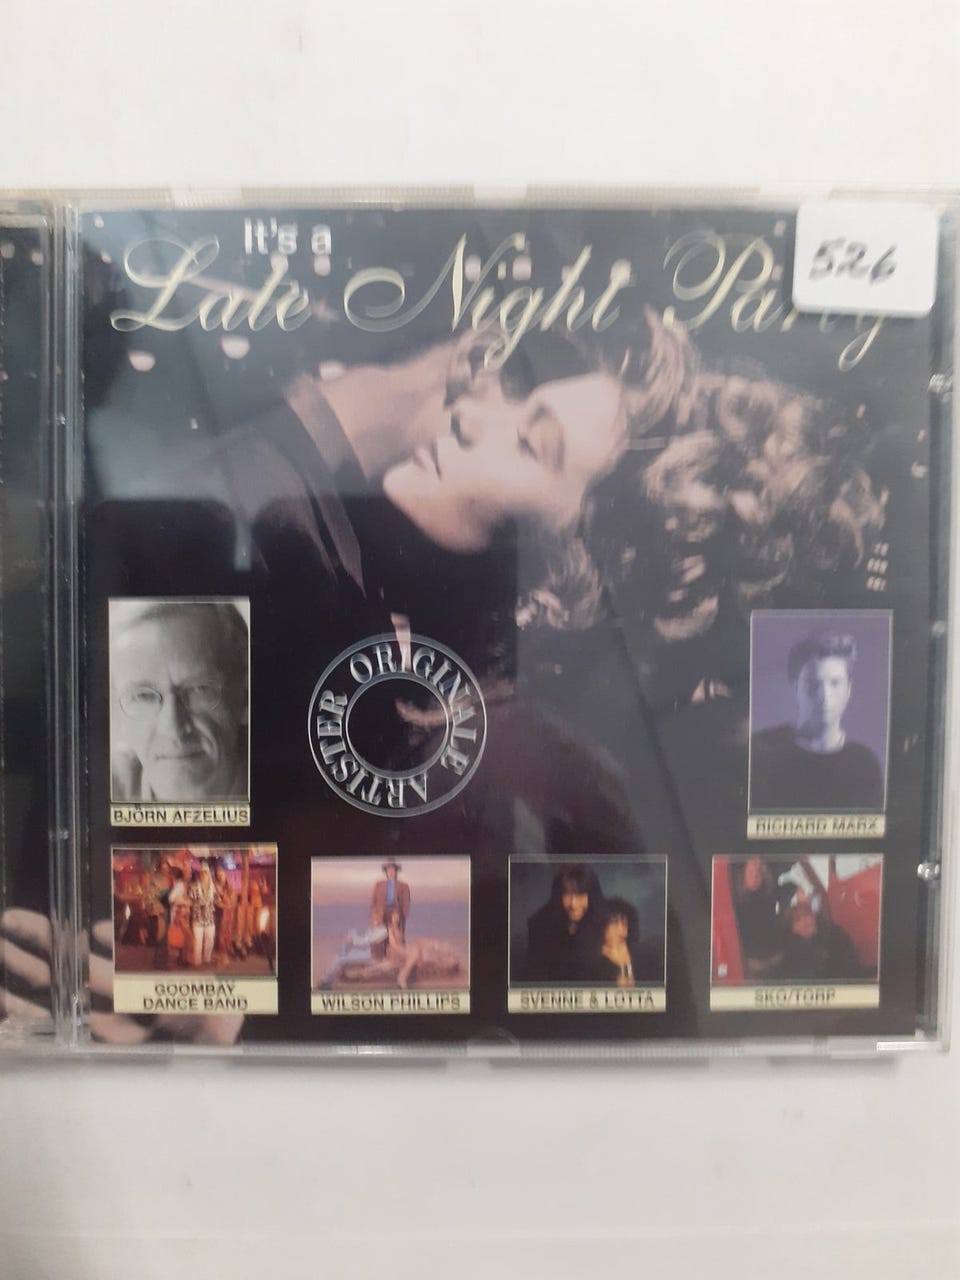 It's a
Late Night Party
526
ORIGINALE ARTISTER
BJÖRN AFZELIUS
RICHARD MARX
GOOMBAY
DANCE BAND
WILSON PHILLIPS
SVENNE & LOTTA
SKO/TORP